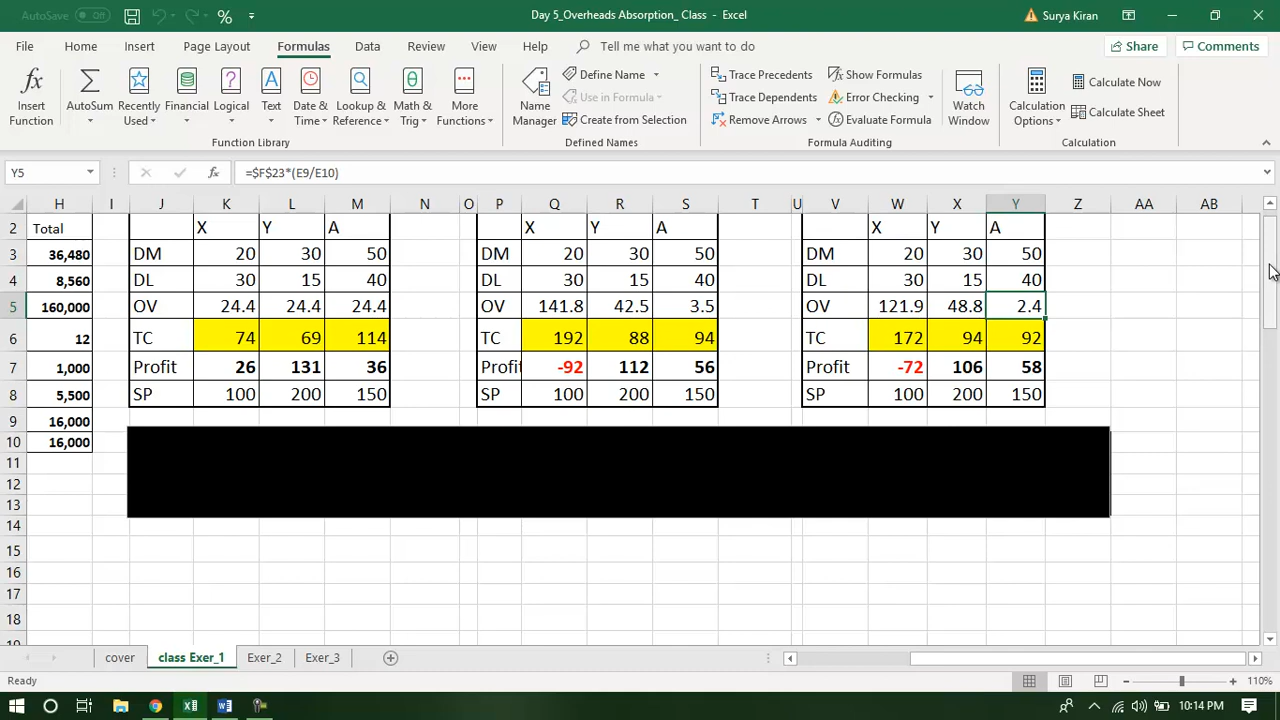 AutoSave Off
Day 5_Overheads Absorption_ Class - Excel
Surya Kiran
File Home Insert Page Layout Formulas Data Review View Help Tell me what you want to do Share Comments
Insert Function
AutoSum
Recently Used
Financial
Logical
Text
Date & Time
Lookup & Reference
Math & Trig
More Functions
Function Library
Name Manager
Define Name
Use in Formula
Create from Selection
Defined Names
Trace Precedents
Trace Dependents
Remove Arrows
Show Formulas
Error Checking
Evaluate Formula
Formula Auditing
Watch Window
Calculation Options
Calculate Now
Calculate Sheet
Calculation
Y5 fx =$F$23*(E9/E10)
H I J K L M N O P Q R S T U V W X Y Z AA AB
2 Total X Y A X Y A X Y A
3 36,480 DM 20 30 50 DM 20 30 50 DM 20 30 50
4 8,560 DL 30 15 40 DL 30 15 40 DL 30 15 40
5 160,000 OV 24.4 24.4 24.4 OV 141.8 42.5 3.5 OV 121.9 48.8 2.4
6 12 TC 74 69 114 TC 192 88 94 TC 172 94 92
7 1,000 Profit 26 131 36 Profit -92 112 56 Profit -72 106 58
8 5,500 SP 100 200 150 SP 100 200 150 SP 100 200 150
9 16,000
10 16,000
11
12
13
14
15
16
17
18
cover class Exer_1 Exer_2 Exer_3
Ready 110%
10:14 PM